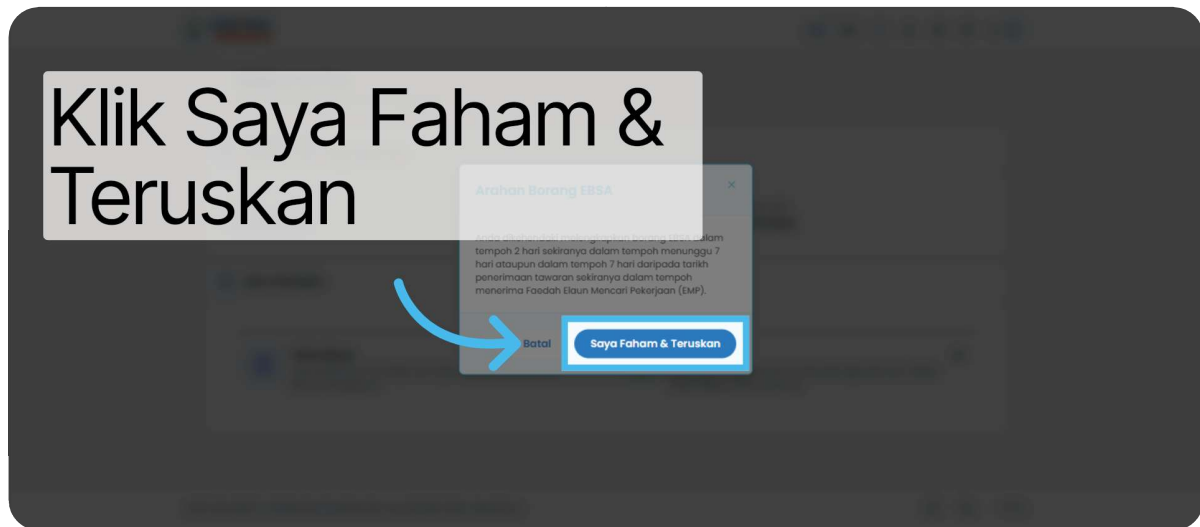 Klik Saya Faham &
Teruskan
Arahan Borang EBSA
×
Anda dikehendaki melengkapkan borang EBSA dalam
tempoh 2 hari sekiranya dalam tempoh menunggu 7
hari ataupun dalam tempoh 7 hari daripada tarikh
penerimaan tawaran sekiranya dalam tempoh
menerima Faedah Elaun Mencari Pekerjaan (EMP).
Batal
Saya Faham & Teruskan